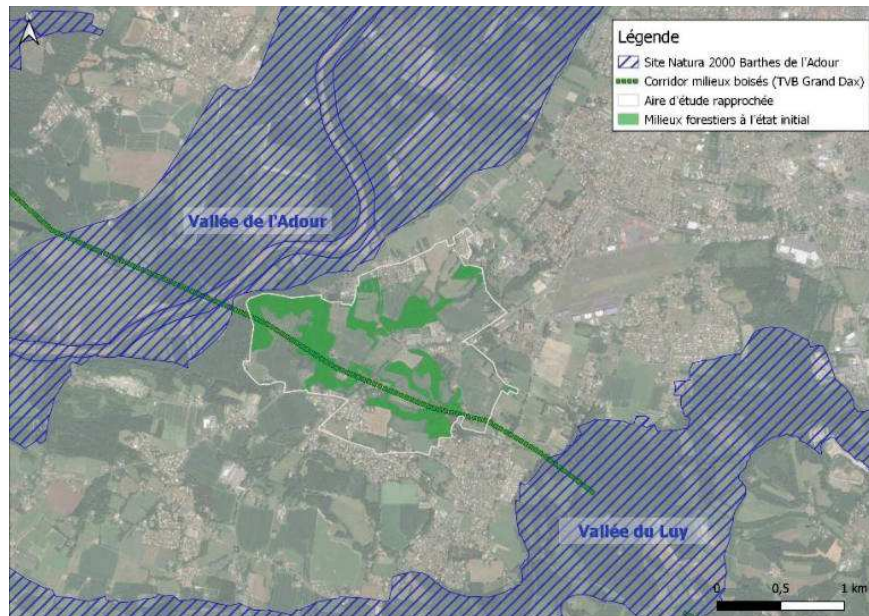 Légende
Site Natura 2000 Barthes de l'Adour
Corridor milieux boisés (TVB Grand Dax)
Aire d'étude rapprochée
Milieux forestiers à l'état initial
Vallée de l'Adour
Vallée du Luy
0 0,5 1 km